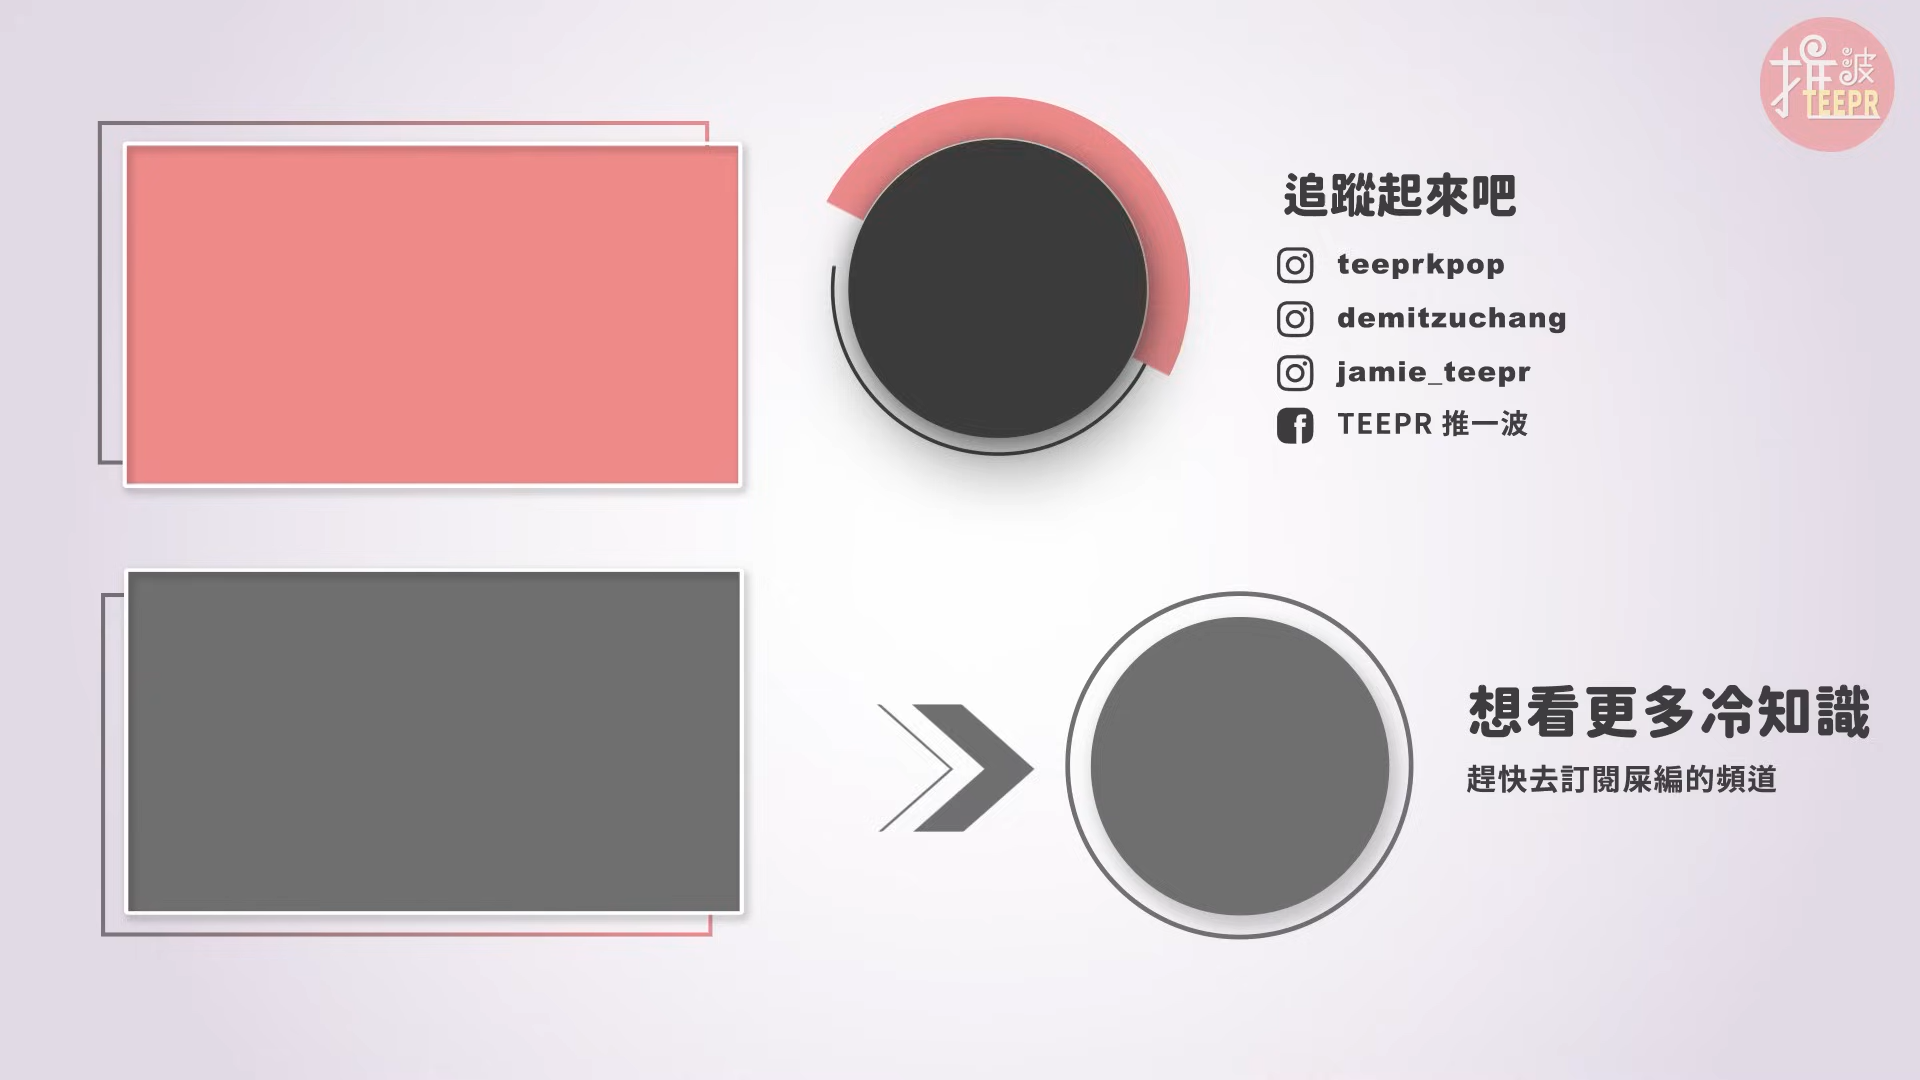 推波
TEEPR
追蹤起來吧
teeprkpop
demitzuchang
jamie_teepr
TEEPR 推一波
想看更多冷知識
趕快去訂閱屎編的頻道